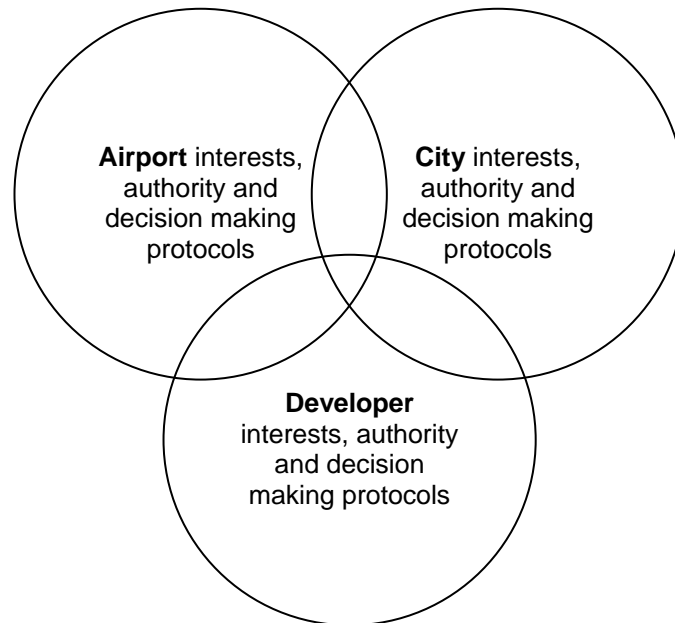 Airport interests,
authority and
decision making
protocols
City interests,
authority and
decision making
protocols
Developer
interests, authority
and decision
making protocols